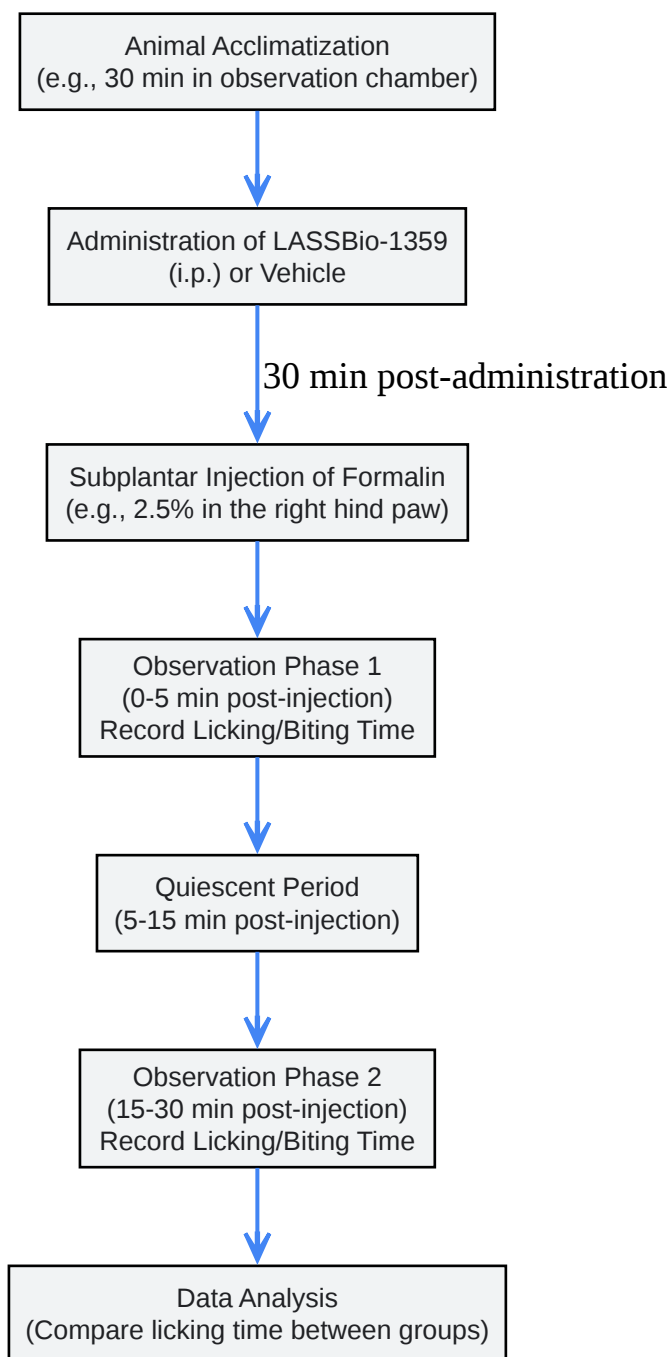 Animal Acclimatization
(e.g., 30 min in observation chamber)
Administration of LASSBio-1359
(i.p.) or Vehicle
30 min post-administration
Subplantar Injection of Formalin
(e.g., 2.5% in the right hind paw)
Observation Phase 1
(0-5 min post-injection)
Record Licking/Biting Time
Quiescent Period
(5-15 min post-injection)
Observation Phase 2
(15-30 min post-injection)
Record Licking/Biting Time
Data Analysis
(Compare licking time between groups)